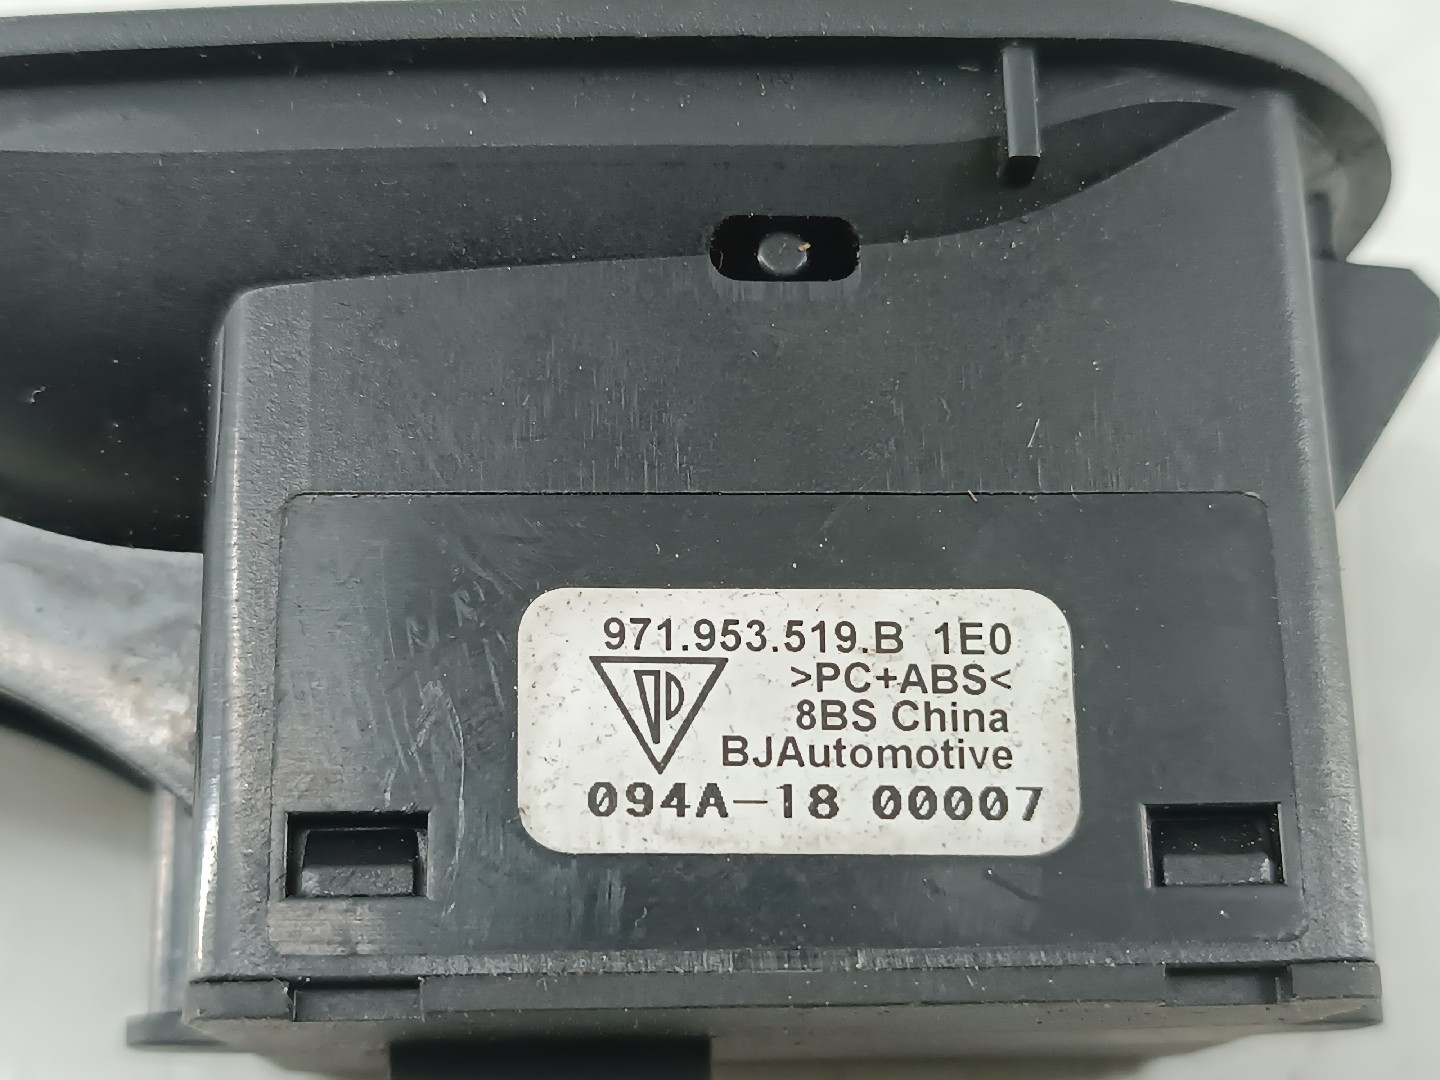 971.953.519.B 1E0
>PC+ABS<
8BS China
BJAutomotive
094A-18 00007